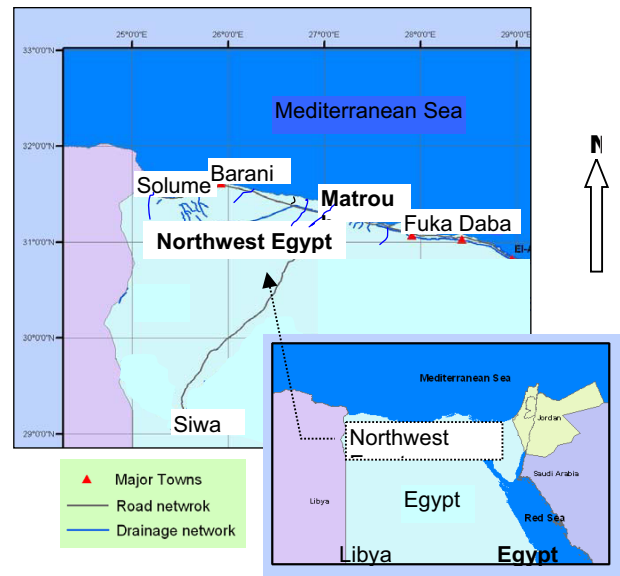 25°0'0"N
26°0'0"N
27°0'0"N
28°0'0"N
29°0'0"N
33°0'0"N
Mediterranean Sea
32°0'0"N
N
Barani
Solume
Matrou
Fuka Daba
Northwest Egypt
31°0'0"N
30°0'0"N
Mediterranean Sea
Jordan
Siwa
29°0'0"N
Northwest
Saudi Arabia
Major Towns
Road netwrok
Drainage network
Libya
Egypt
Red Sea
Libya
Egypt